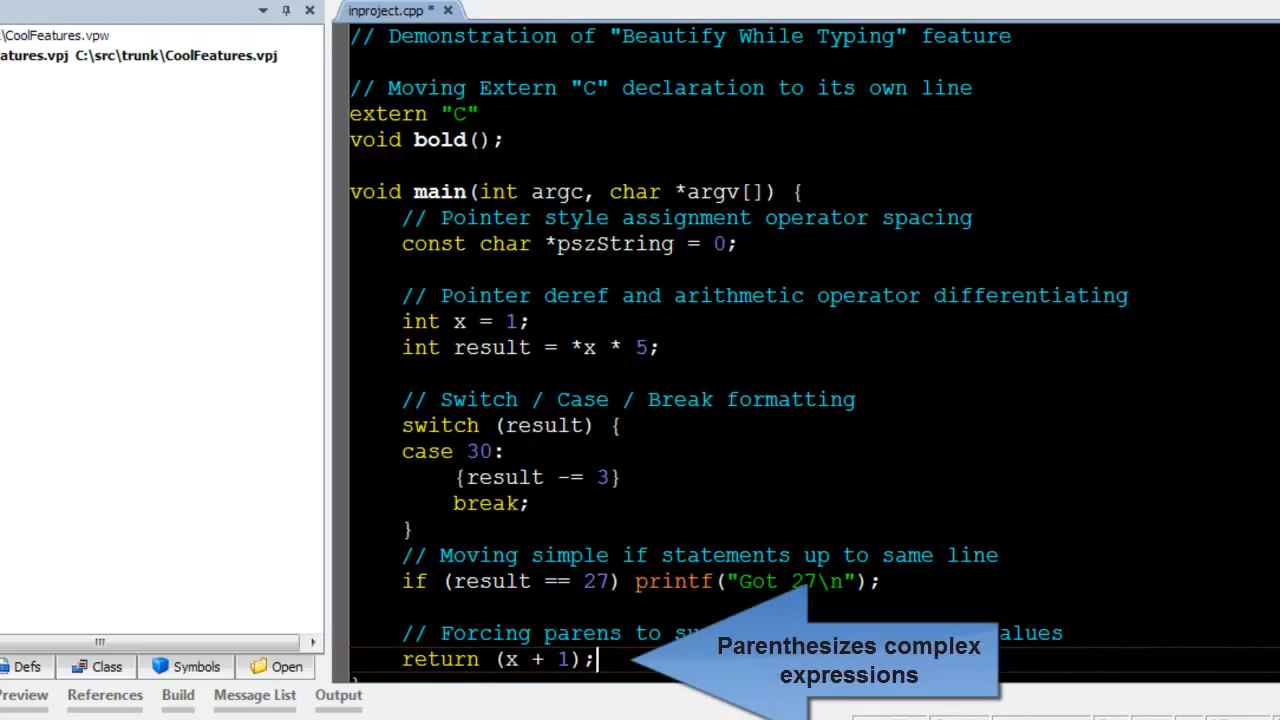 inproject.cpp *
\CoolFeatures.vpw
atures.vpj C:\src\trunk\CoolFeatures.vpj
// Demonstration of "Beautify While Typing" feature
// Moving Extern "C" declaration to its own line
extern "C"
void bold();
void main(int argc, char *argv[]) {
// Pointer style assignment operator spacing
const char *pszString = 0;
// Pointer deref and arithmetic operator differentiating
int x = 1;
int result = *x * 5;
// Switch / Case / Break formatting
switch (result) {
case 30:
{result -= 3}
break;
}
// Moving simple if statements up to same line
if (result == 27) printf("Got 27\n");
// Forcing parens to su alues
return (x + 1);
Parenthesizes complex
expressions
Defs Class Symbols Open
Preview References Build Message List Output